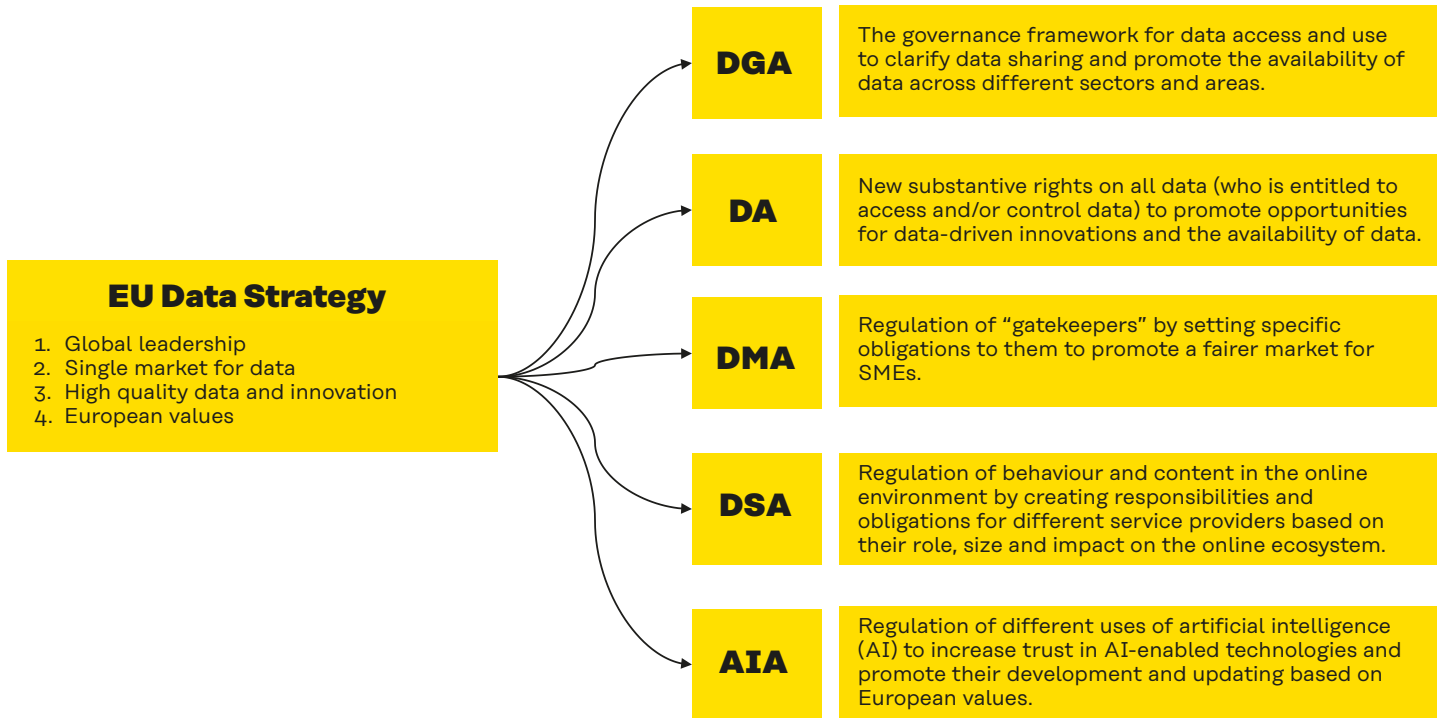 EU Data Strategy
1. Global leadership
2. Single market for data
3. High quality data and innovation
4. European values
DGA
The governance framework for data access and use
to clarify data sharing and promote the availability of
data across different sectors and areas.
DA
New substantive rights on all data (who is entitled to
access and/or control data) to promote opportunities
for data-driven innovations and the availability of data.
DMA
Regulation of “gatekeepers” by setting specific
obligations to them to promote a fairer market for
SMEs.
DSA
Regulation of behaviour and content in the online
environment by creating responsibilities and
obligations for different service providers based on
their role, size and impact on the online ecosystem.
AIA
Regulation of different uses of artificial intelligence
(AI) to increase trust in AI-enabled technologies and
promote their development and updating based on
European values.